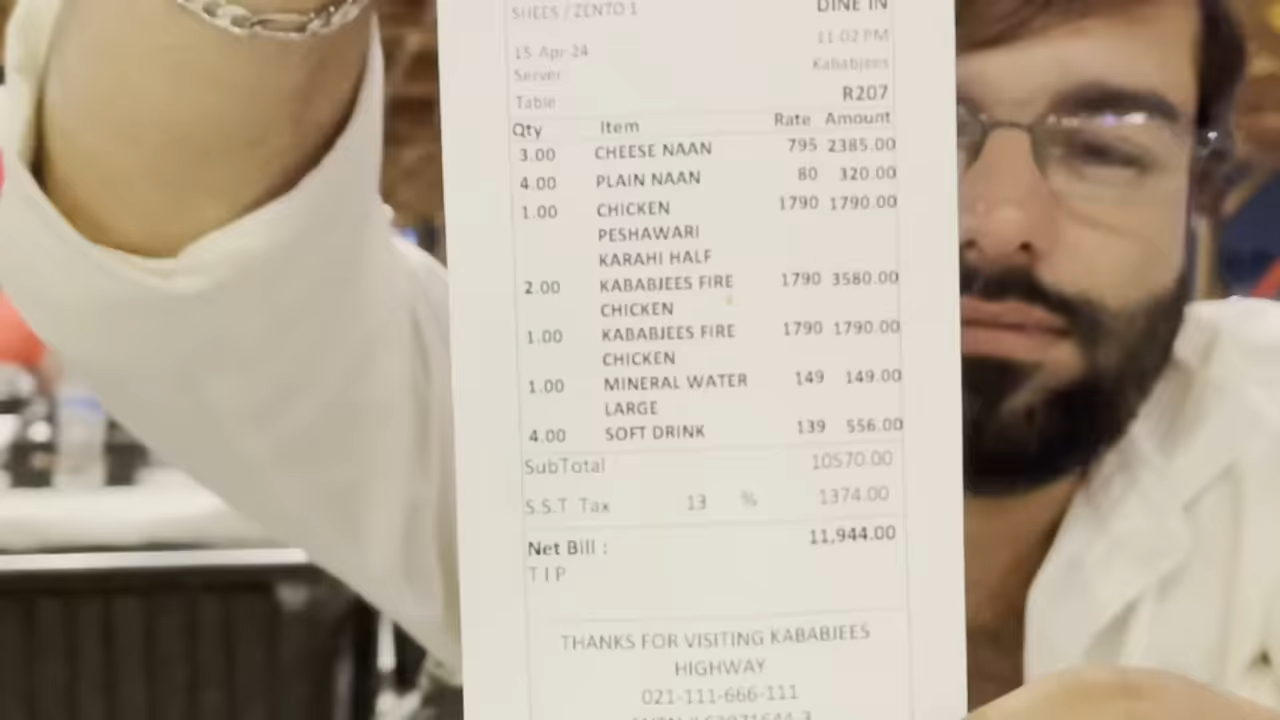 SHEES / ZENTO 1 DINE IN
15-Apr-24 11:02 PM
Server Kababjees
Table R207
Qty Item Rate Amount
3.00 CHEESE NAAN 795 2385.00
4.00 PLAIN NAAN 80 320.00
1.00 CHICKEN 1790 1790.00
PESHAWARI
KARAHI HALF
2.00 KABABJEES FIRE 1790 3580.00
CHICKEN
1.00 KABABJEES FIRE 1790 1790.00
CHICKEN
1.00 MINERAL WATER 149 149.00
LARGE
4.00 SOFT DRINK 139 556.00
SubTotal 10570.00
S.S.T Tax 13 % 1374.00
Net Bill : 11,944.00
TIP
THANKS FOR VISITING KABABJEES
HIGHWAY
021-111-666-111